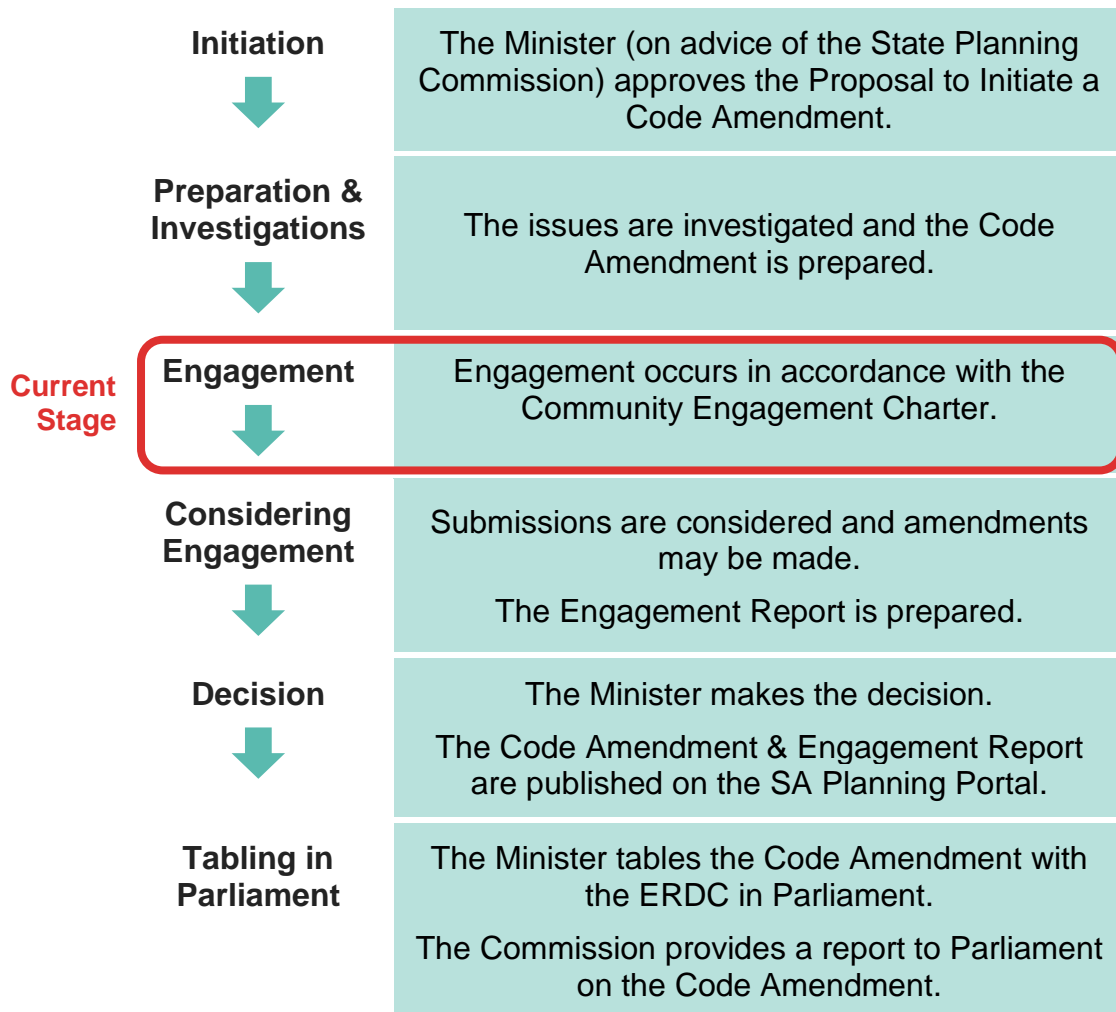 Initiation
The Minister (on advice of the State Planning
Commission) approves the Proposal to Initiate a
Code Amendment.
Preparation &
Investigations
The issues are investigated and the Code
Amendment is prepared.
Current
Stage
Engagement
Engagement occurs in accordance with the
Community Engagement Charter.
Considering
Engagement
Submissions are considered and amendments
may be made.
The Engagement Report is prepared.
Decision
The Minister makes the decision.
The Code Amendment & Engagement Report
are published on the SA Planning Portal.
Tabling in
Parliament
The Minister tables the Code Amendment with
the ERDC in Parliament.
The Commission provides a report to Parliament
on the Code Amendment.